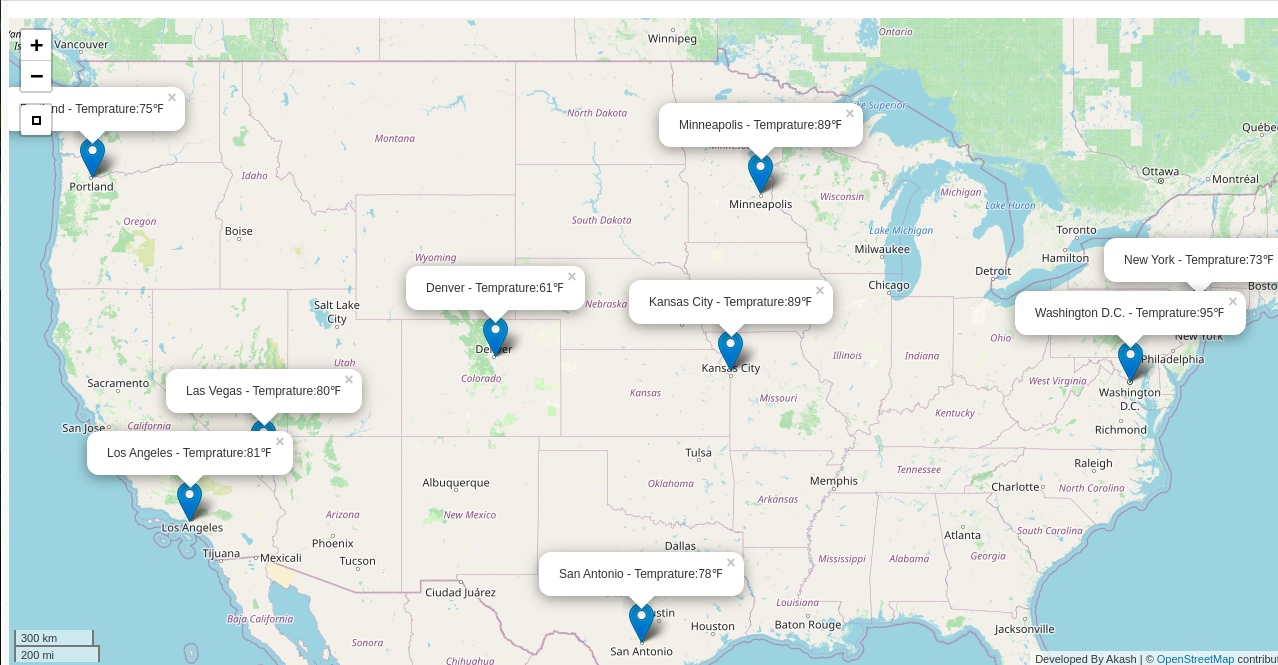 Vancouver
Winnipeg
Ontario
+
−
nd - Temprature:75°F
×
Portland
Montana
North Dakota
Minneapolis - Temprature:89°F
×
Superior
Québec
Ottawa
Montréal
Idaho
Oregon
Boise
South Dakota
Minneapolis
Wisconsin
Michigan
Lake Huron
Lake Michigan
Toronto
Hamilton
Milwaukee
Detroit
Chicago
Wyoming
New York - Temprature:73°F
Denver - Temprature:61°F
×
Kansas City - Temprature:89°F
×
Nebraska
Salt Lake
City
Washington D.C. - Temprature:95°F
×
New York
Philadelphia
Denver
Colorado
Utah
Kansas City
Kansas
Missouri
Illinois
Indiana
Ohio
West Virginia
Kentucky
Washington
D.C.
Richmond
Sacramento
Las Vegas - Temprature:80°F
×
San Jose
California
Los Angeles - Temprature:81°F
×
Los Angeles
Tulsa
Albuquerque
Oklahoma
Memphis
Tennessee
Raleigh
Charlotte
North Carolina
Arizona
New Mexico
Arkansas
South Carolina
Phoenix
Tucson
Tijuana
Mexicali
Dallas
Atlanta
Georgia
Mississippi
Alabama
San Antonio - Temprature:78°F
×
Ciudad Juárez
Baja California
Sonora
Chihuahua
Houston
San Antonio
Louisiana
Baton Rouge
Jacksonville
300 km
200 mi
Developed By Akash | © OpenStreetMap